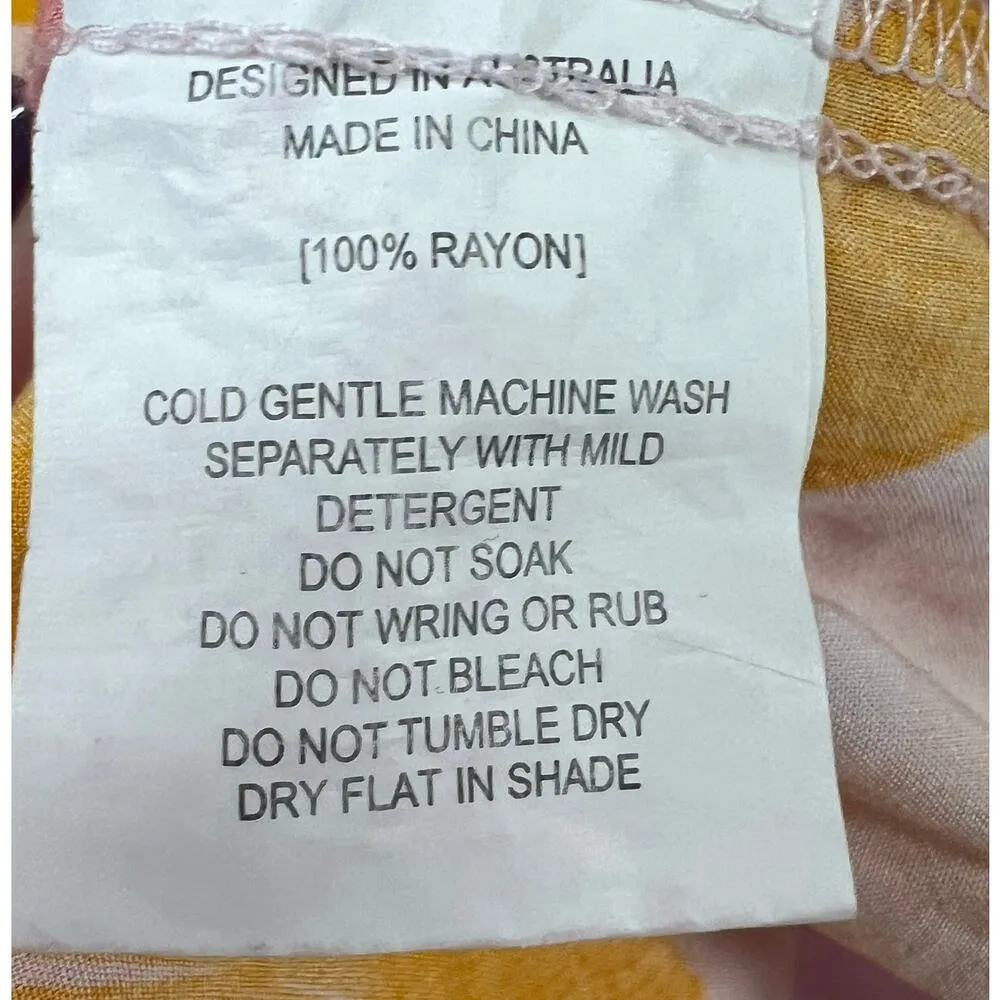 DESIGNED IN AUSTRALIA
MADE IN CHINA
[100% RAYON]
COLD GENTLE MACHINE WASH
SEPARATELY WITH MILD
DETERGENT
DO NOT SOAK
DO NOT WRING OR RUB
DO NOT BLEACH
DO NOT TUMBLE DRY
DRY FLAT IN SHADE